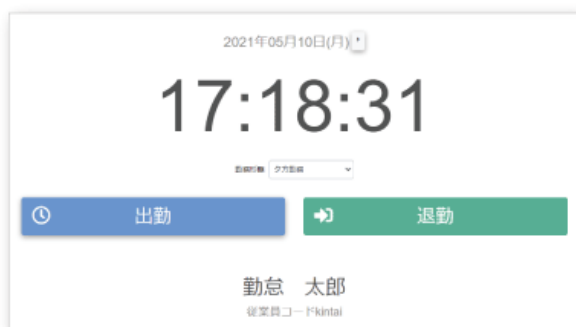 2021年05月10日(月)
17:18:31
勤務形態 夕方勤務
出勤 退勤
勤怠 太郎
従業員コードkintai